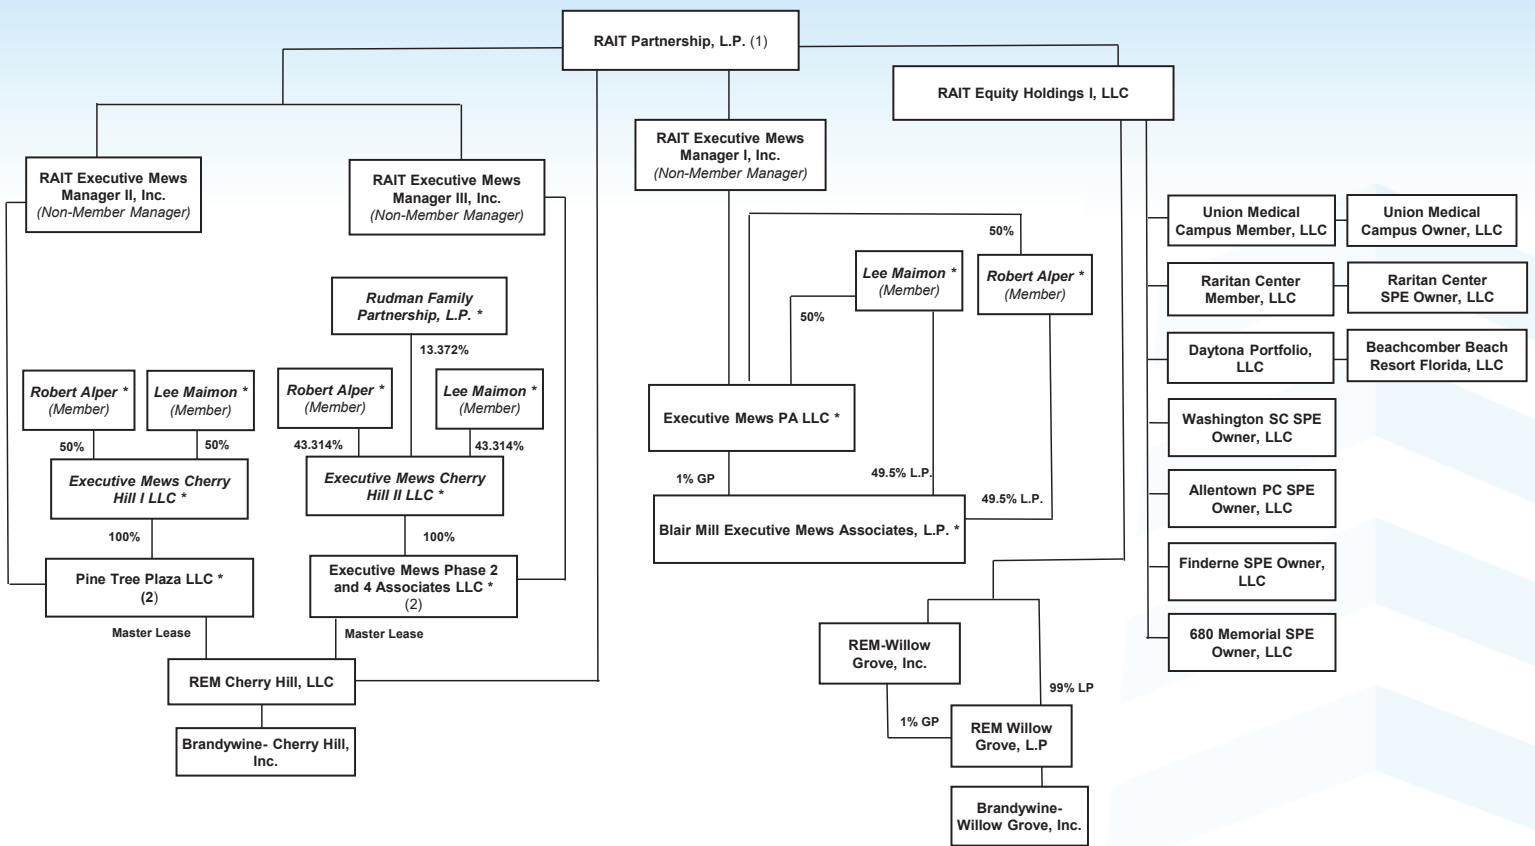 RAIT Partnership, L.P. (1)
RAIT Equity Holdings I, LLC
RAIT Executive Mews
Manager II, Inc.
(Non-Member Manager)
RAIT Executive Mews
Manager III, Inc.
(Non-Member Manager)
RAIT Executive Mews
Manager I, Inc.
(Non-Member Manager)
Rudman Family
Partnership, L.P. *
13.372%
Robert Alper *
(Member)
Lee Maimon *
(Member)
50%
50%
Robert Alper *
(Member)
Lee Maimon *
(Member)
43.314%
43.314%
Executive Mews Cherry
Hill I LLC *
100%
Executive Mews Cherry
Hill II LLC *
100%
Pine Tree Plaza LLC *
(2)
Executive Mews Phase 2
and 4 Associates LLC *
(2)
Master Lease
Master Lease
REM Cherry Hill, LLC
Brandywine- Cherry Hill,
Inc.
50%
Lee Maimon *
(Member)
Robert Alper *
(Member)
50%
Executive Mews PA LLC *
1% GP
49.5% L.P.
49.5% L.P.
Blair Mill Executive Mews Associates, L.P. *
REM-Willow
Grove, Inc.
99% LP
1% GP
REM Willow
Grove, L.P
Brandywine-
Willow Grove, Inc.
Union Medical
Campus Member, LLC
Union Medical
Campus Owner, LLC
Raritan Center
Member, LLC
Raritan Center
SPE Owner, LLC
Daytona Portfolio,
LLC
Beachcomber Beach
Resort Florida, LLC
Washington SC SPE
Owner, LLC
Allentown PC SPE
Owner, LLC
Finderne SPE Owner,
LLC
680 Memorial SPE
Owner, LLC